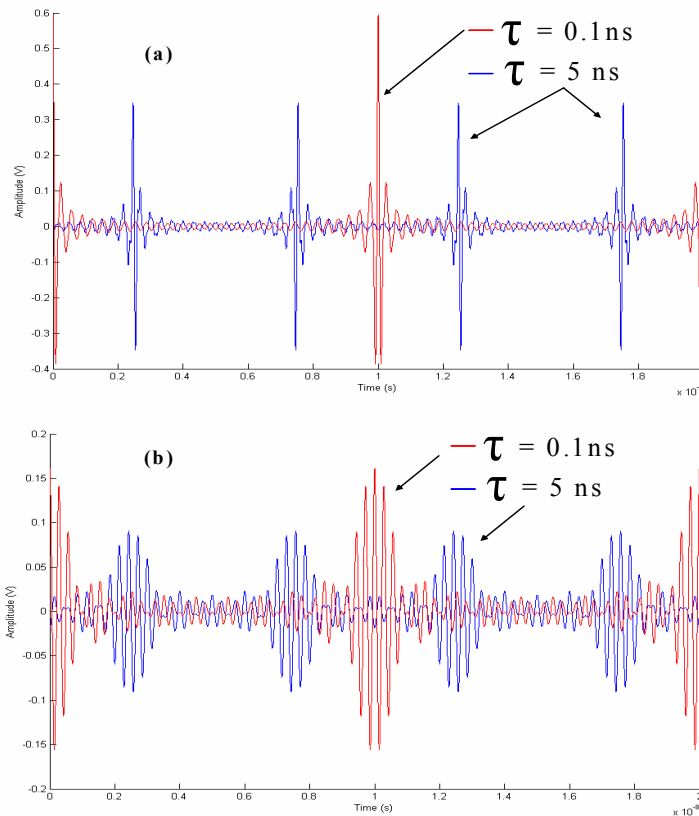 0.6
0.5
0.4
0.3
0.2
0.1
0
-0.1
-0.2
-0.3
-0.4
Amplitude (V)
(a)
τ = 0.1ns
τ = 5 ns
0 0.2 0.4 0.6 0.8 1 1.2 1.4 1.6 1.8
Time (s)
x 10⁻
0.2
0.15
0.1
0.05
0
-0.05
-0.1
-0.15
-0.2
Amplitude (V)
(b)
τ = 0.1ns
τ = 5 ns
0 0.2 0.4 0.6 0.8 1 1.2 1.4 1.6 1.8 2
Time (s)
x 10⁻⁸